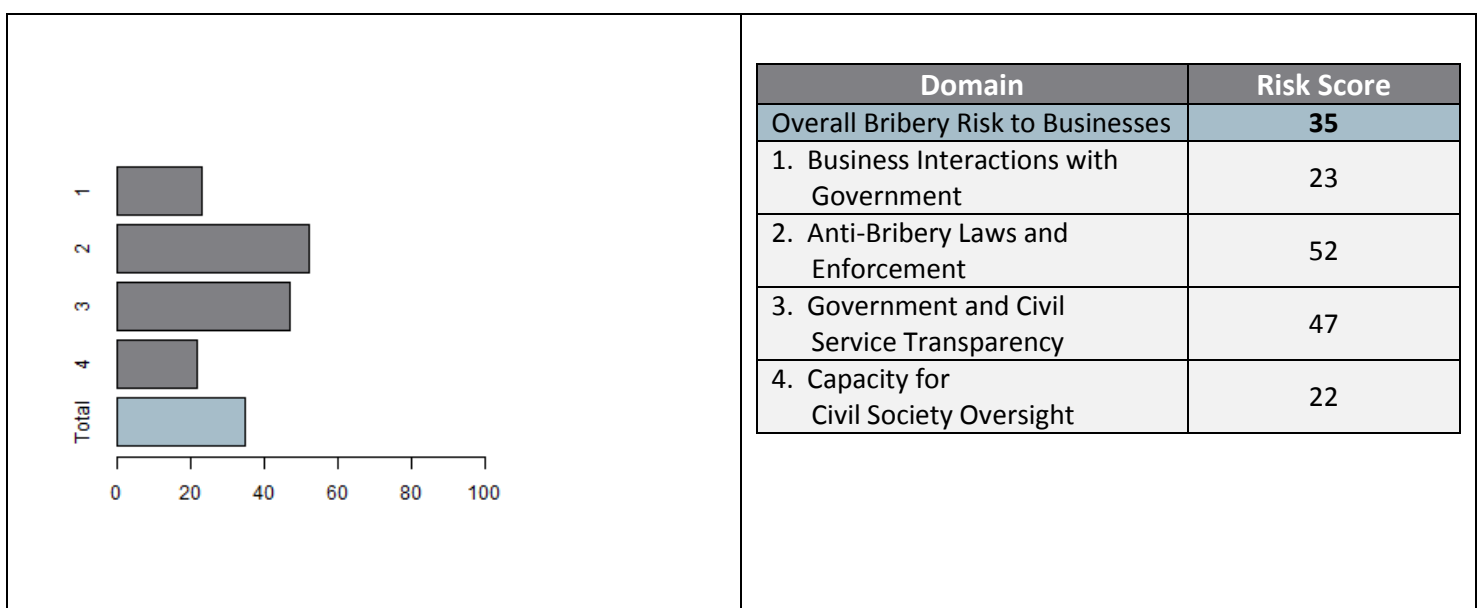 1
2
3
4
Total
0 20 40 60 80 100
Domain Risk Score
Overall Bribery Risk to Businesses 35
1. Business Interactions with
Government 23
2. Anti-Bribery Laws and
Enforcement 52
3. Government and Civil
Service Transparency 47
4. Capacity for
Civil Society Oversight 22